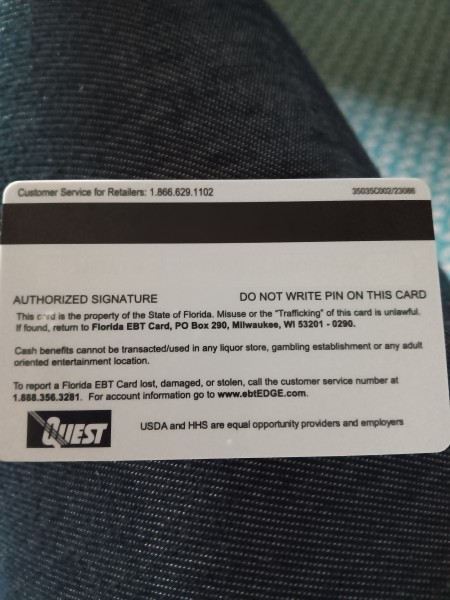 Customer Service for Retailers: 1.866.629.1102
35035C002/23086
AUTHORIZED SIGNATURE
DO NOT WRITE PIN ON THIS CARD
This card is the property of the State of Florida. Misuse or the "Trafficking" of this card is unlawful.
If found, return to Florida EBT Card, PO Box 290, Milwaukee, WI 53201 - 0290.
Cash benefits cannot be transacted/used in any liquor store, gambling establishment or any adult
oriented entertainment location.
To report a Florida EBT Card lost, damaged, or stolen, call the customer service number at
1.888.356.3281. For account information go to www.ebtEDGE.com.
QUEST
USDA and HHS are equal opportunity providers and employers